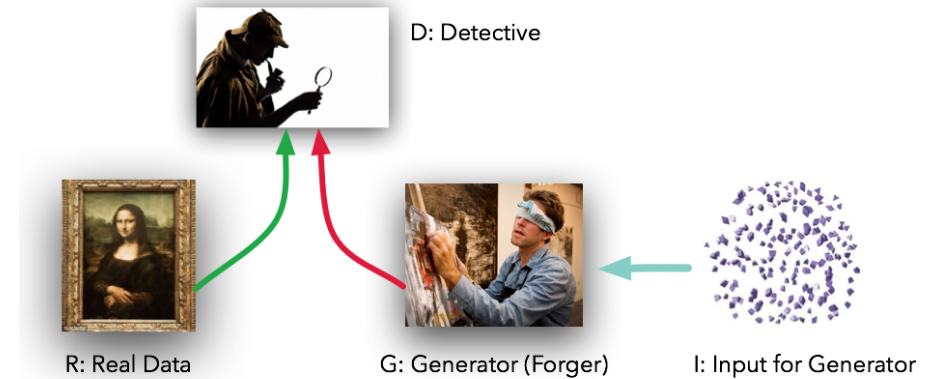 D: Detective
R: Real Data
G: Generator (Forger)
I: Input for Generator